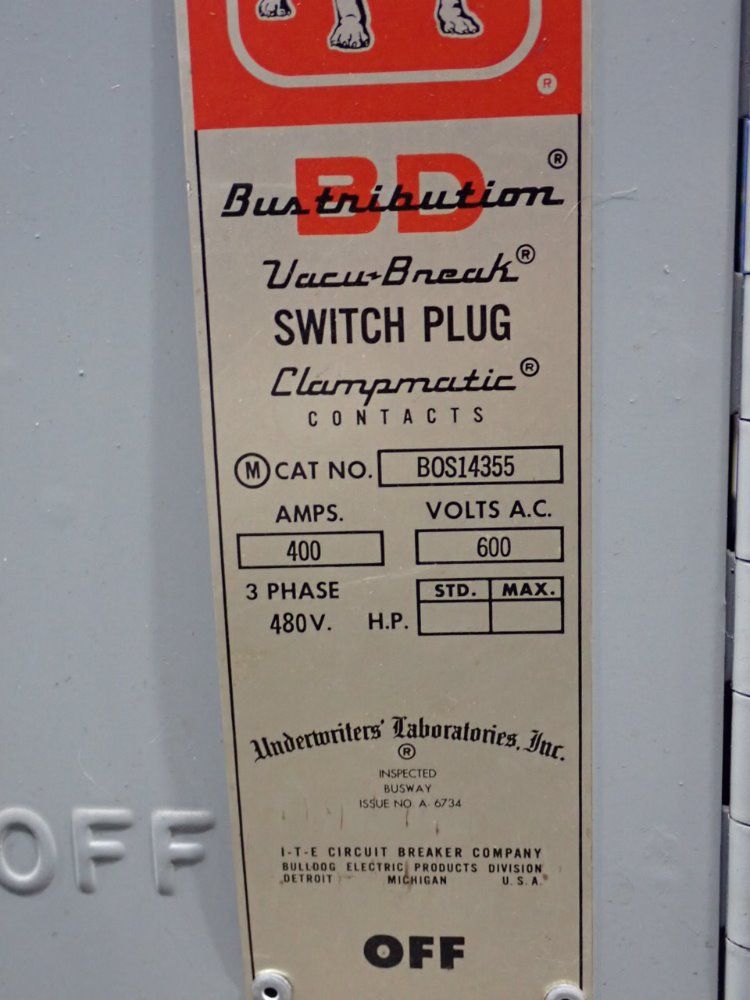 ®
BD
Bustribution®
Vacu-Break®
SWITCH PLUG
Clampmatic®
CONTACTS
Ⓜ CAT NO. BOS14355
AMPS. VOLTS A.C.
400 600
3 PHASE STD. MAX.
480V. H.P.
Underwriters' Laboratories, Inc.
®
INSPECTED
BUSWAY
ISSUE NO. A- 6734
I-T-E CIRCUIT BREAKER COMPANY
BULLDOG ELECTRIC PRODUCTS DIVISION
DETROIT MICHIGAN U.S.A.
OFF
OFF